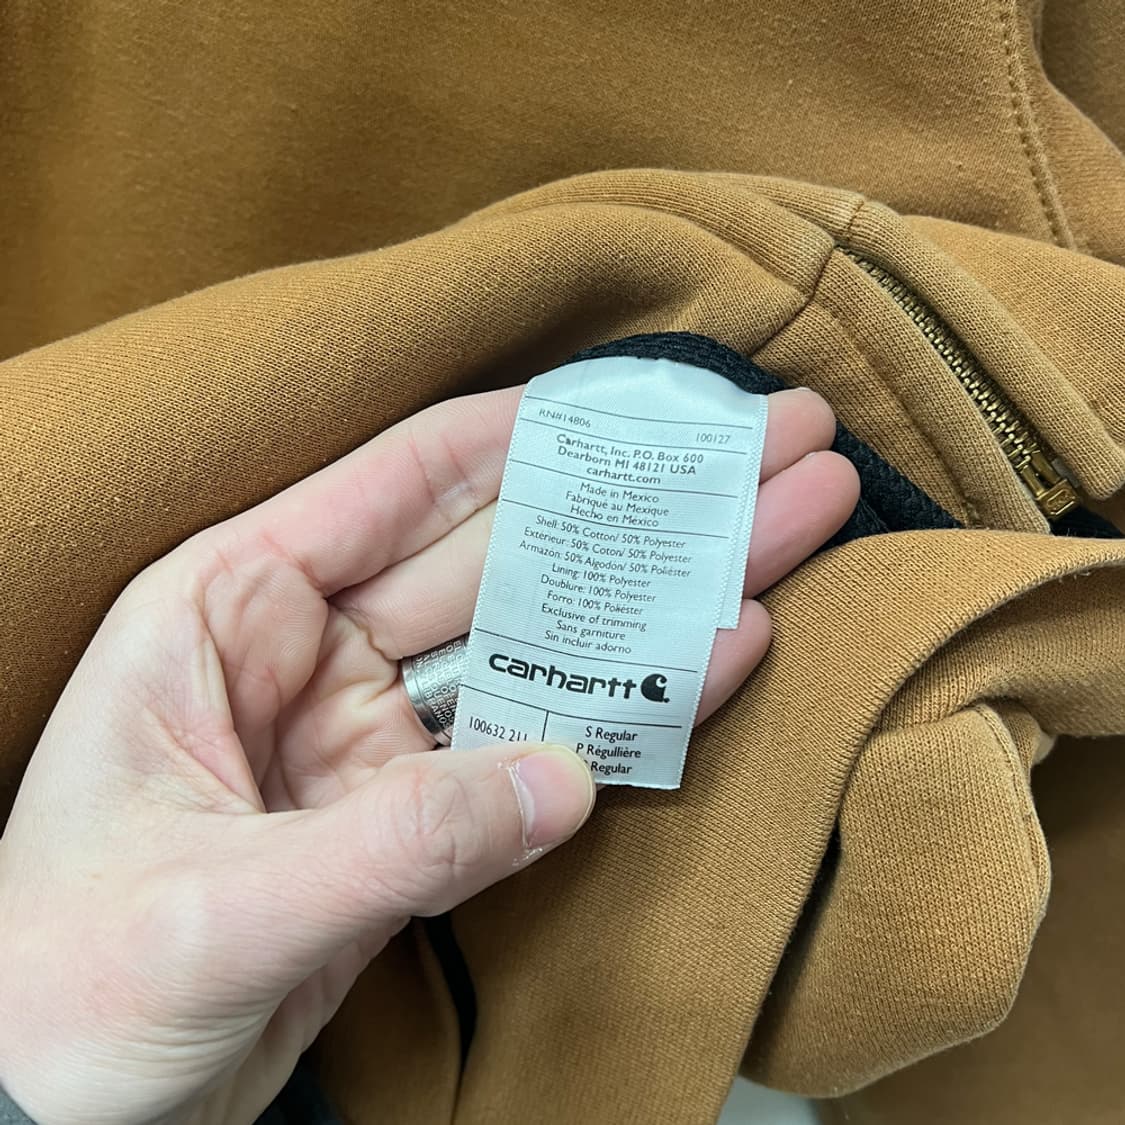 RN#14806 100127
Carhartt, Inc. P.O. Box 600
Dearborn MI 48121 USA
carhartt.com
Made in Mexico
Fabriqué au Mexique
Hecho en México
Shell: 50% Cotton/ 50% Polyester
Extérieur: 50% Coton/ 50% Polyester
Armazón: 50% Algodón/ 50% Poliéster
Lining: 100% Polyester
Doublure: 100% Polyester
Forro: 100% Poliéster
Exclusive of trimming
Sans garniture
Sin incluir adorno
carhartt
100632 211 S Regular
P Régullière
Regular